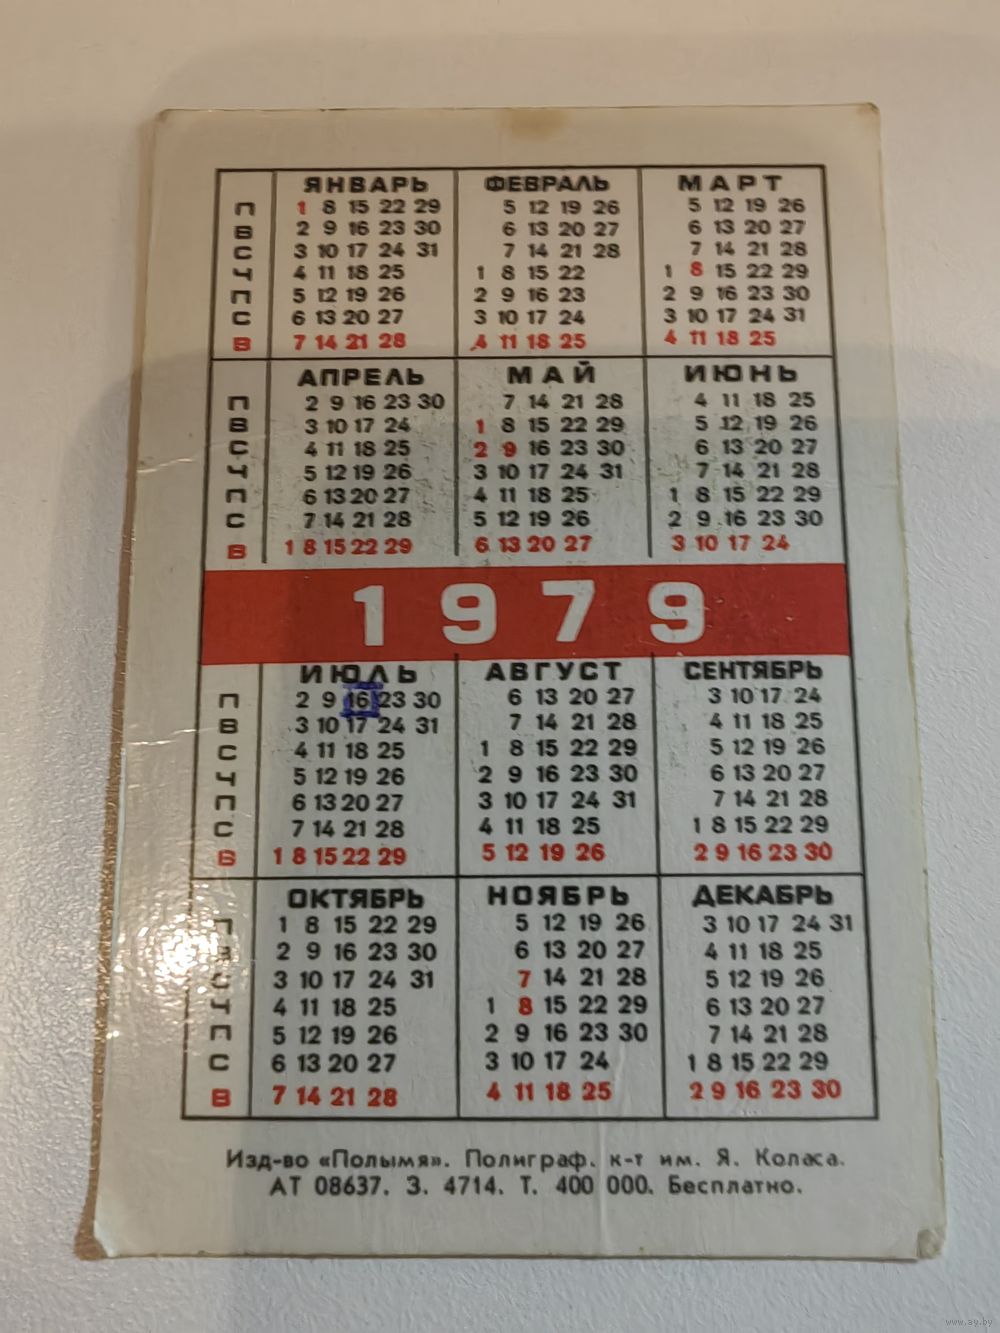 ЯНВАРЬ ФЕВРАЛЬ МАРТ
П 1 8 15 22 29 5 12 19 26 5 12 19 26
В 2 9 16 23 30 6 13 20 27 6 13 20 27
С 3 10 17 24 31 7 14 21 28 7 14 21 28
Ч 4 11 18 25 1 8 15 22 1 8 15 22 29
П 5 12 19 26 2 9 16 23 2 9 16 23 30
С 6 13 20 27 3 10 17 24 3 10 17 24 31
В 7 14 21 28 4 11 18 25 4 11 18 25
АПРЕЛЬ МАЙ ИЮНЬ
П 2 9 16 23 30 7 14 21 28 4 11 18 25
В 3 10 17 24 1 8 15 22 29 5 12 19 26
С 4 11 18 25 2 9 16 23 30 6 13 20 27
Ч 5 12 19 26 3 10 17 24 31 7 14 21 28
П 6 13 20 27 4 11 18 25 1 8 15 22 29
С 7 14 21 28 5 12 19 26 2 9 16 23 30
В 1 8 15 22 29 6 13 20 27 3 10 17 24
1979
ИЮЛЬ АВГУСТ СЕНТЯБРЬ
П 2 9 16 23 30 6 13 20 27 3 10 17 24
В 3 10 17 24 31 7 14 21 28 4 11 18 25
С 4 11 18 25 1 8 15 22 29 5 12 19 26
Ч 5 12 19 26 2 9 16 23 30 6 13 20 27
П 6 13 20 27 3 10 17 24 31 7 14 21 28
С 7 14 21 28 4 11 18 25 1 8 15 22 29
В 1 8 15 22 29 5 12 19 26 2 9 16 23 30
ОКТЯБРЬ НОЯБРЬ ДЕКАБРЬ
П 1 8 15 22 29 5 12 19 26 3 10 17 24 31
В 2 9 16 23 30 6 13 20 27 4 11 18 25
С 3 10 17 24 31 7 14 21 28 5 12 19 26
Ч 4 11 18 25 1 8 15 22 29 6 13 20 27
П 5 12 19 26 2 9 16 23 30 7 14 21 28
С 6 13 20 27 3 10 17 24 1 8 15 22 29
В 7 14 21 28 4 11 18 25 2 9 16 23 30
Изд-во «Полымя». Полиграф. к-т им. Я. Коласа.
АТ 08637. З. 4714. Т. 400 000. Бесплатно.
www.ay.by